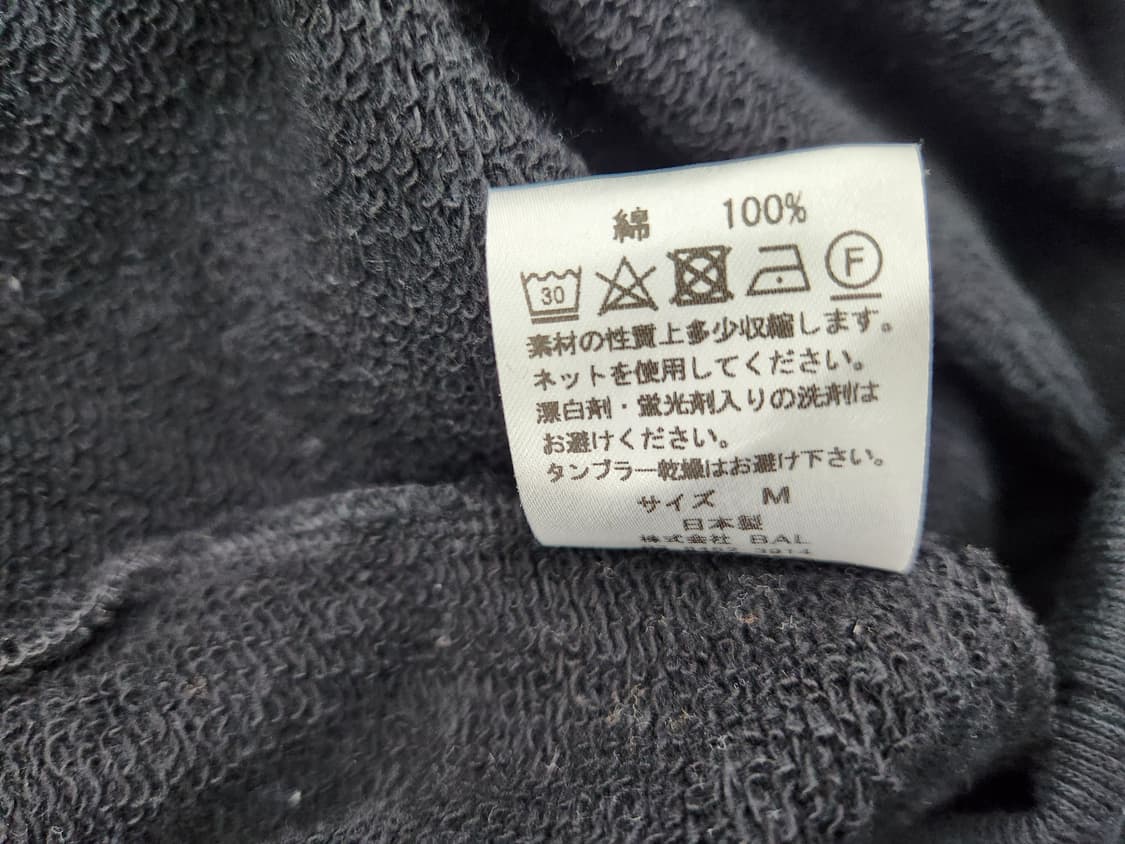 綿 100%
30 F
素材の性質上多少収縮します。
ネットを使用してください。
漂白剤・蛍光剤入りの洗剤は
お避けください。
タンブラー乾燥はお避け下さい。
サイズ M
日本製
株式会社 BAL